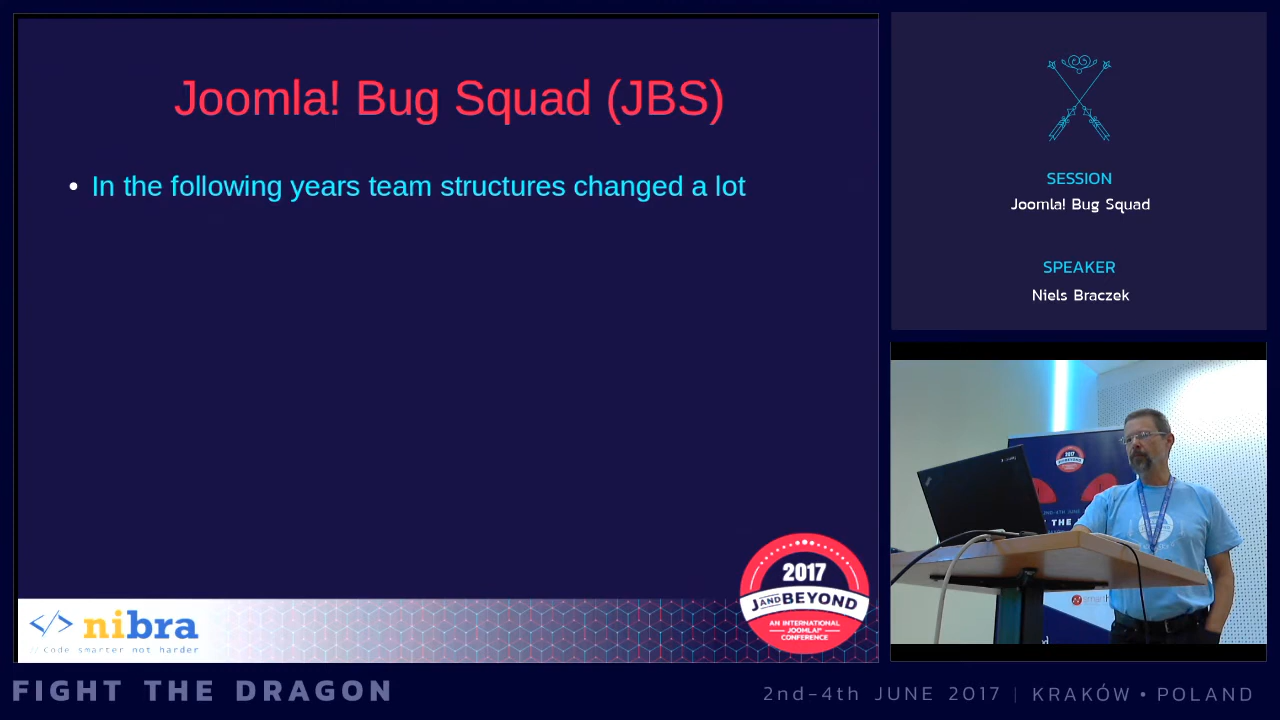 Joomla! Bug Squad (JBS)
• In the following years team structures changed a lot
</> nibra
// Code smarter not harder
2017
J AND BEYOND
AN INTERNATIONAL
JOOMLA!®
CONFERENCE
SESSION
Joomla! Bug Squad
SPEAKER
Niels Braczek
2017
FIGHT THE DRAGON
2nd-4th JUNE 2017 | KRAKÓW • POLAND